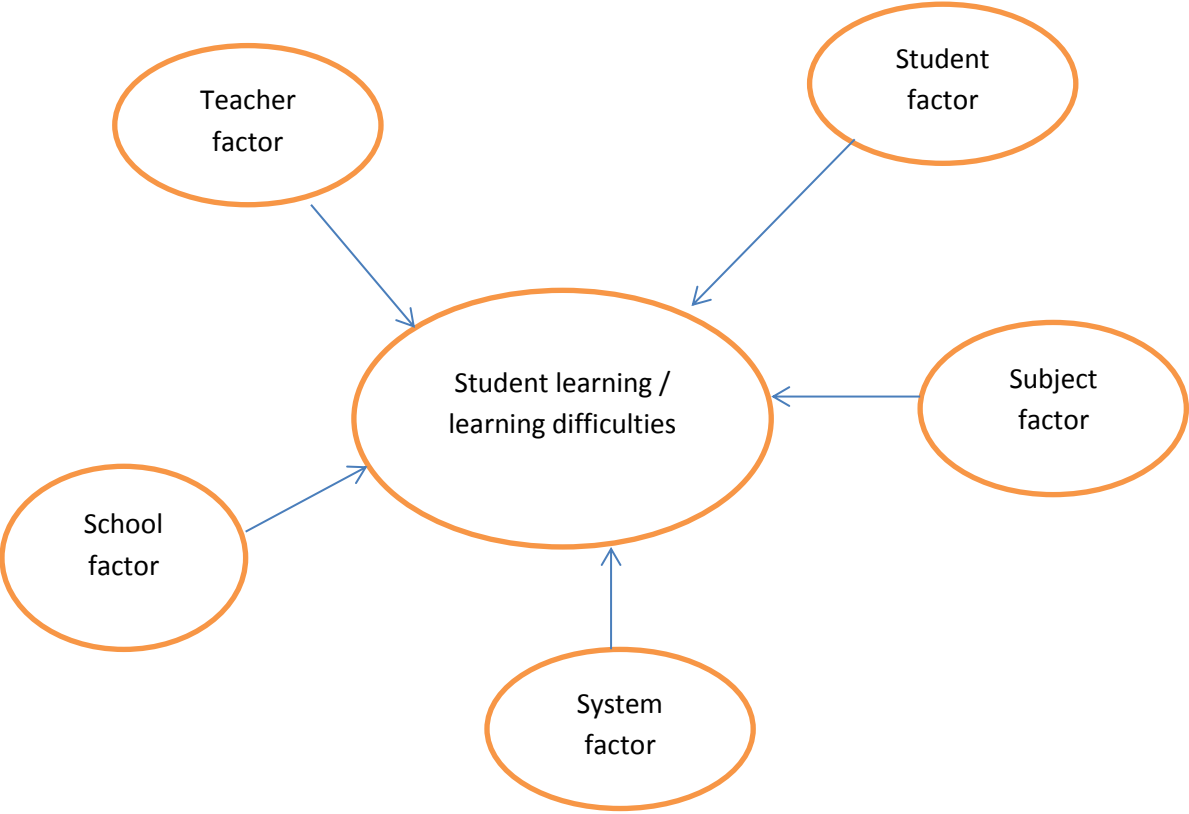 Teacher
factor
Student
factor
Student learning /
learning difficulties
Subject
factor
School
factor
System
factor